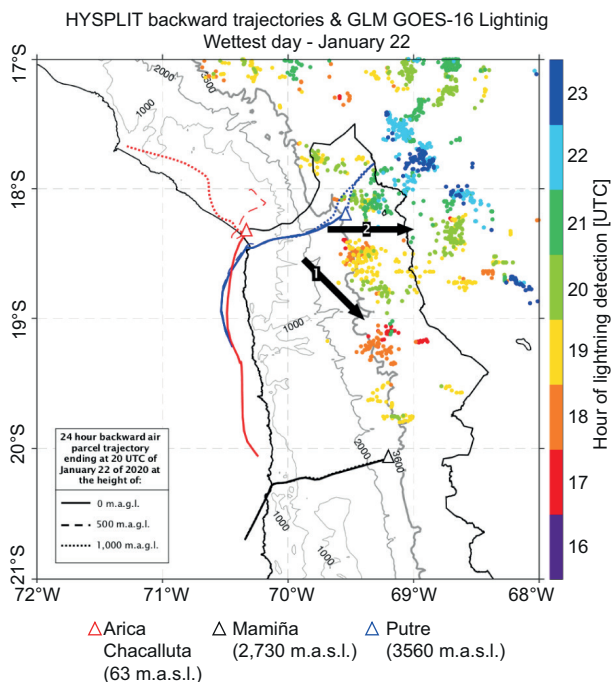 HYSPLIT backward trajectories & GLM GOES-16 Lightinig
Wettest day - January 22
17°S
18°S
19°S
20°S
21°S
72°W
71°W
70°W
69°W
68°W
2000
1000
1000
1000
2000
3600
1000
1000
1
2
24 hour backward air
parcel trajectory
ending at 20 UTC of
January 22 of 2020 at
the height of:
0 m.a.g.l.
500 m.a.g.l.
1,000 m.a.g.l.
23
22
21
20
19
18
17
16
Hour of lightning detection [UTC]
Arica
Chacalluta
(63 m.a.s.l.)
Mamiña
(2,730 m.a.s.l.)
Putre
(3560 m.a.s.l.)